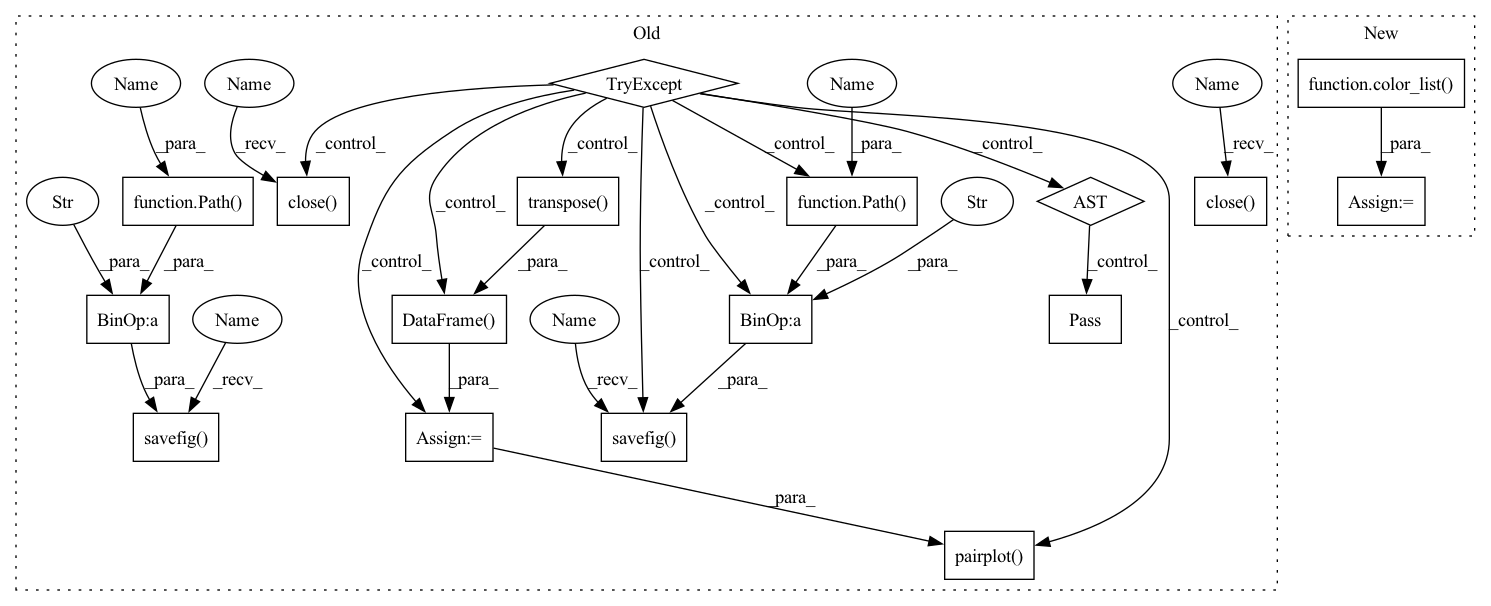 Old
New
Name
Name
TryExcept
Name
Name
function.color_list()
_para_
_recv_
_control_
_control_
_control_
_para_
_control_
_recv_
_para_
Str
function.Path()
close()
transpose()
function.Path()
Str
AST
close()
Assign:=
_para_
_para_
_control_
_control_
_control_
_control_
_para_
_para_
_para_
_control_
BinOp:a
Name
DataFrame()
Name
BinOp:a
Pass
_control_
_para_
_recv_
_para_
_recv_
_para_
savefig()
Assign:=
savefig()
_para_
pairplot()